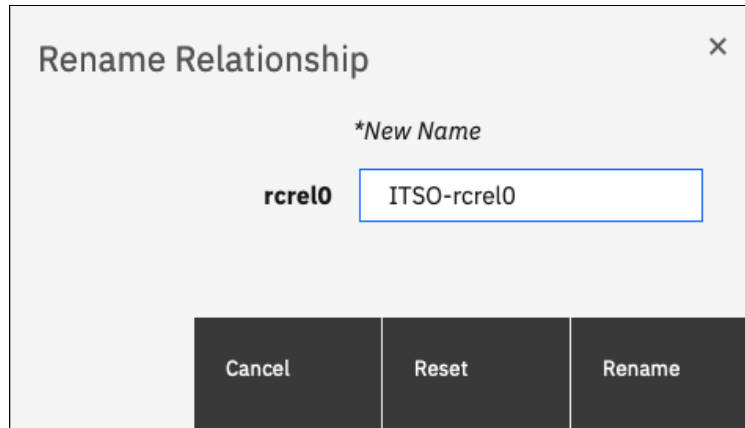 Rename Relationship
*New Name
rcrel0 ITSO-rcrel0
Cancel Reset Rename